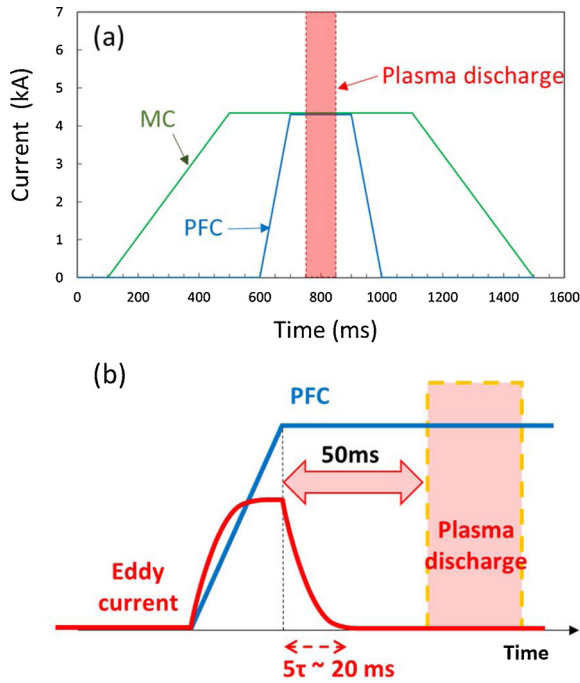 (a)
7
6
5
4
3
2
1
0
Current (kA)
MC
PFC
Plasma discharge
0 200 400 600 800 1000 1200 1400 1600
Time (ms)
(b)
PFC
50ms
Eddy
current
Plasma
discharge
Time
5τ ~ 20 ms